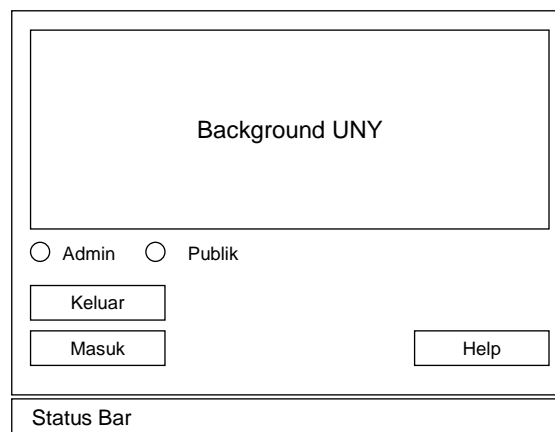 Background UNY
Admin Publik
Keluar
Masuk Help
Status Bar